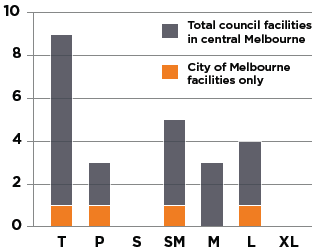 10
Total council facilities
in central Melbourne
8
City of Melbourne
facilities only
6
4
2
0
T P S SM M L XL